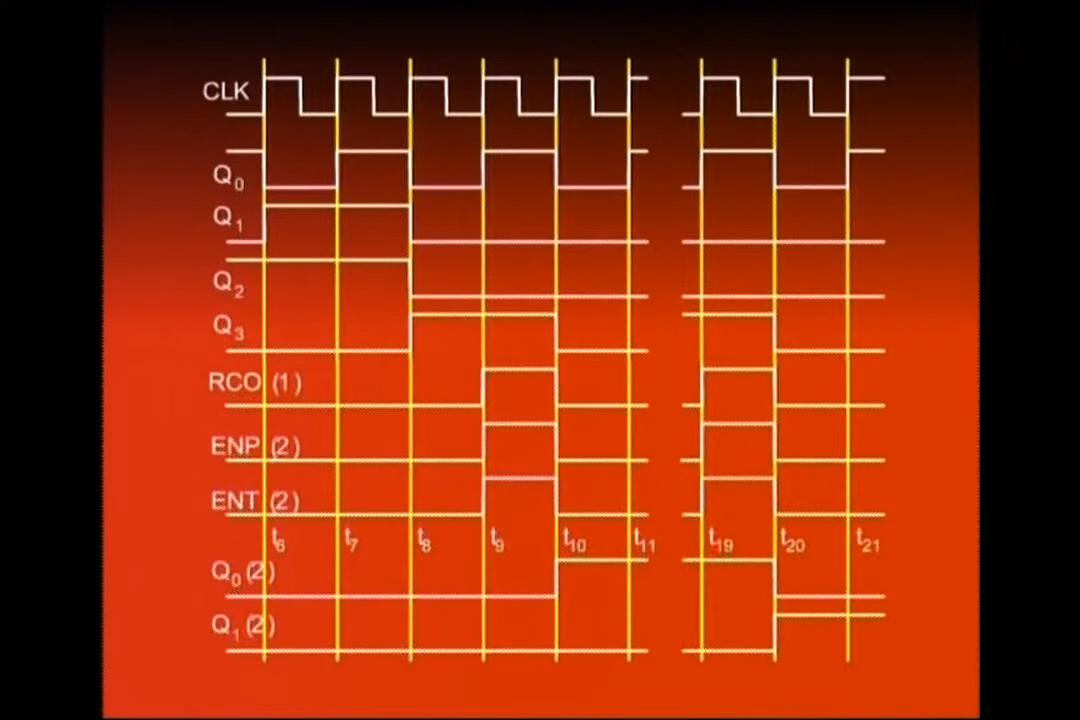 CLK
Q0
Q1
Q2
Q3
RCO (1)
ENP (2)
ENT (2)
t6 t7 t8 t9 t10 t11 t19 t20 t21
Q0 (2)
Q1 (2)